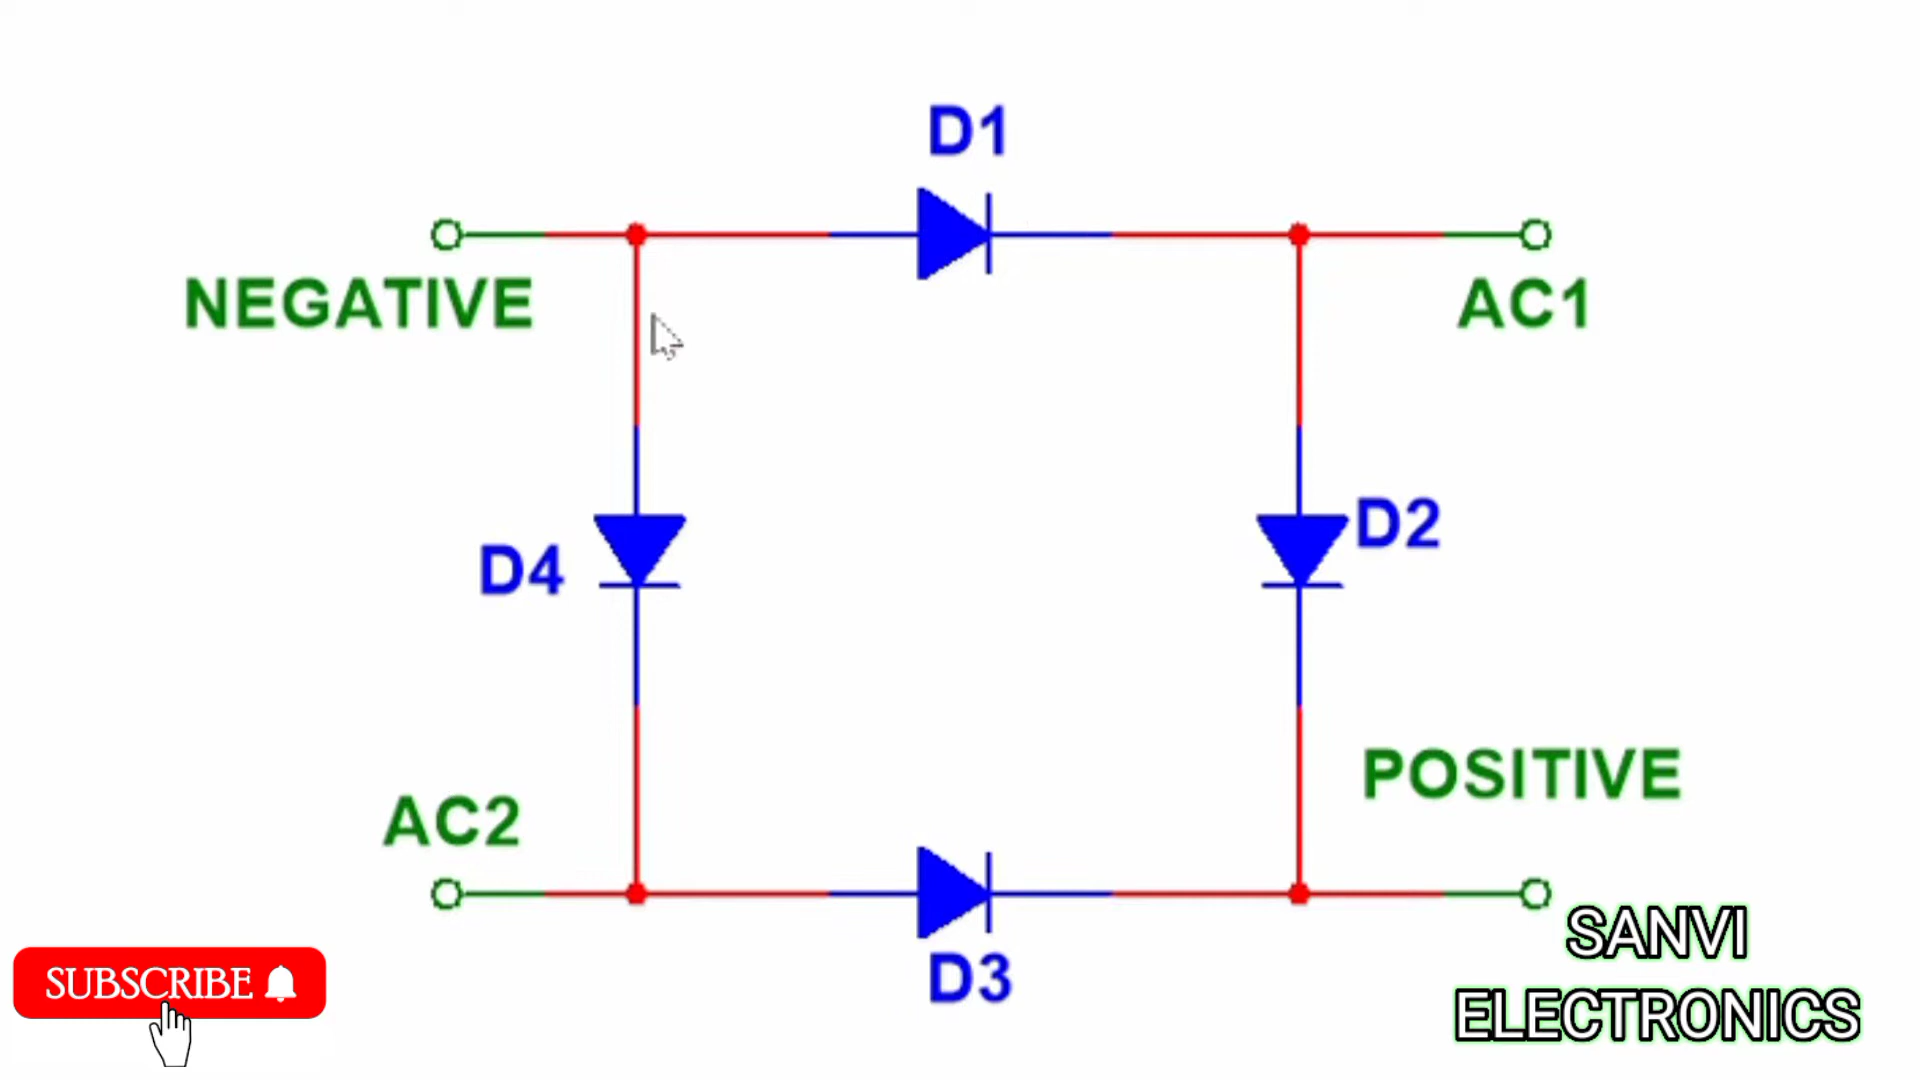 D1
NEGATIVE
AC1
D4
D2
POSITIVE
AC2
D3
SUBSCRIBE
SANVI
ELECTRONICS